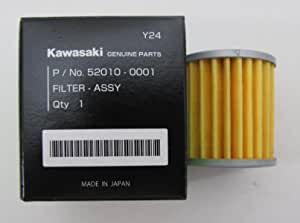 Y24
Kawasaki GENUINE PARTS
P / No. 52010 - 0001
FILTER - ASSY
Qty 1
MADE IN JAPAN